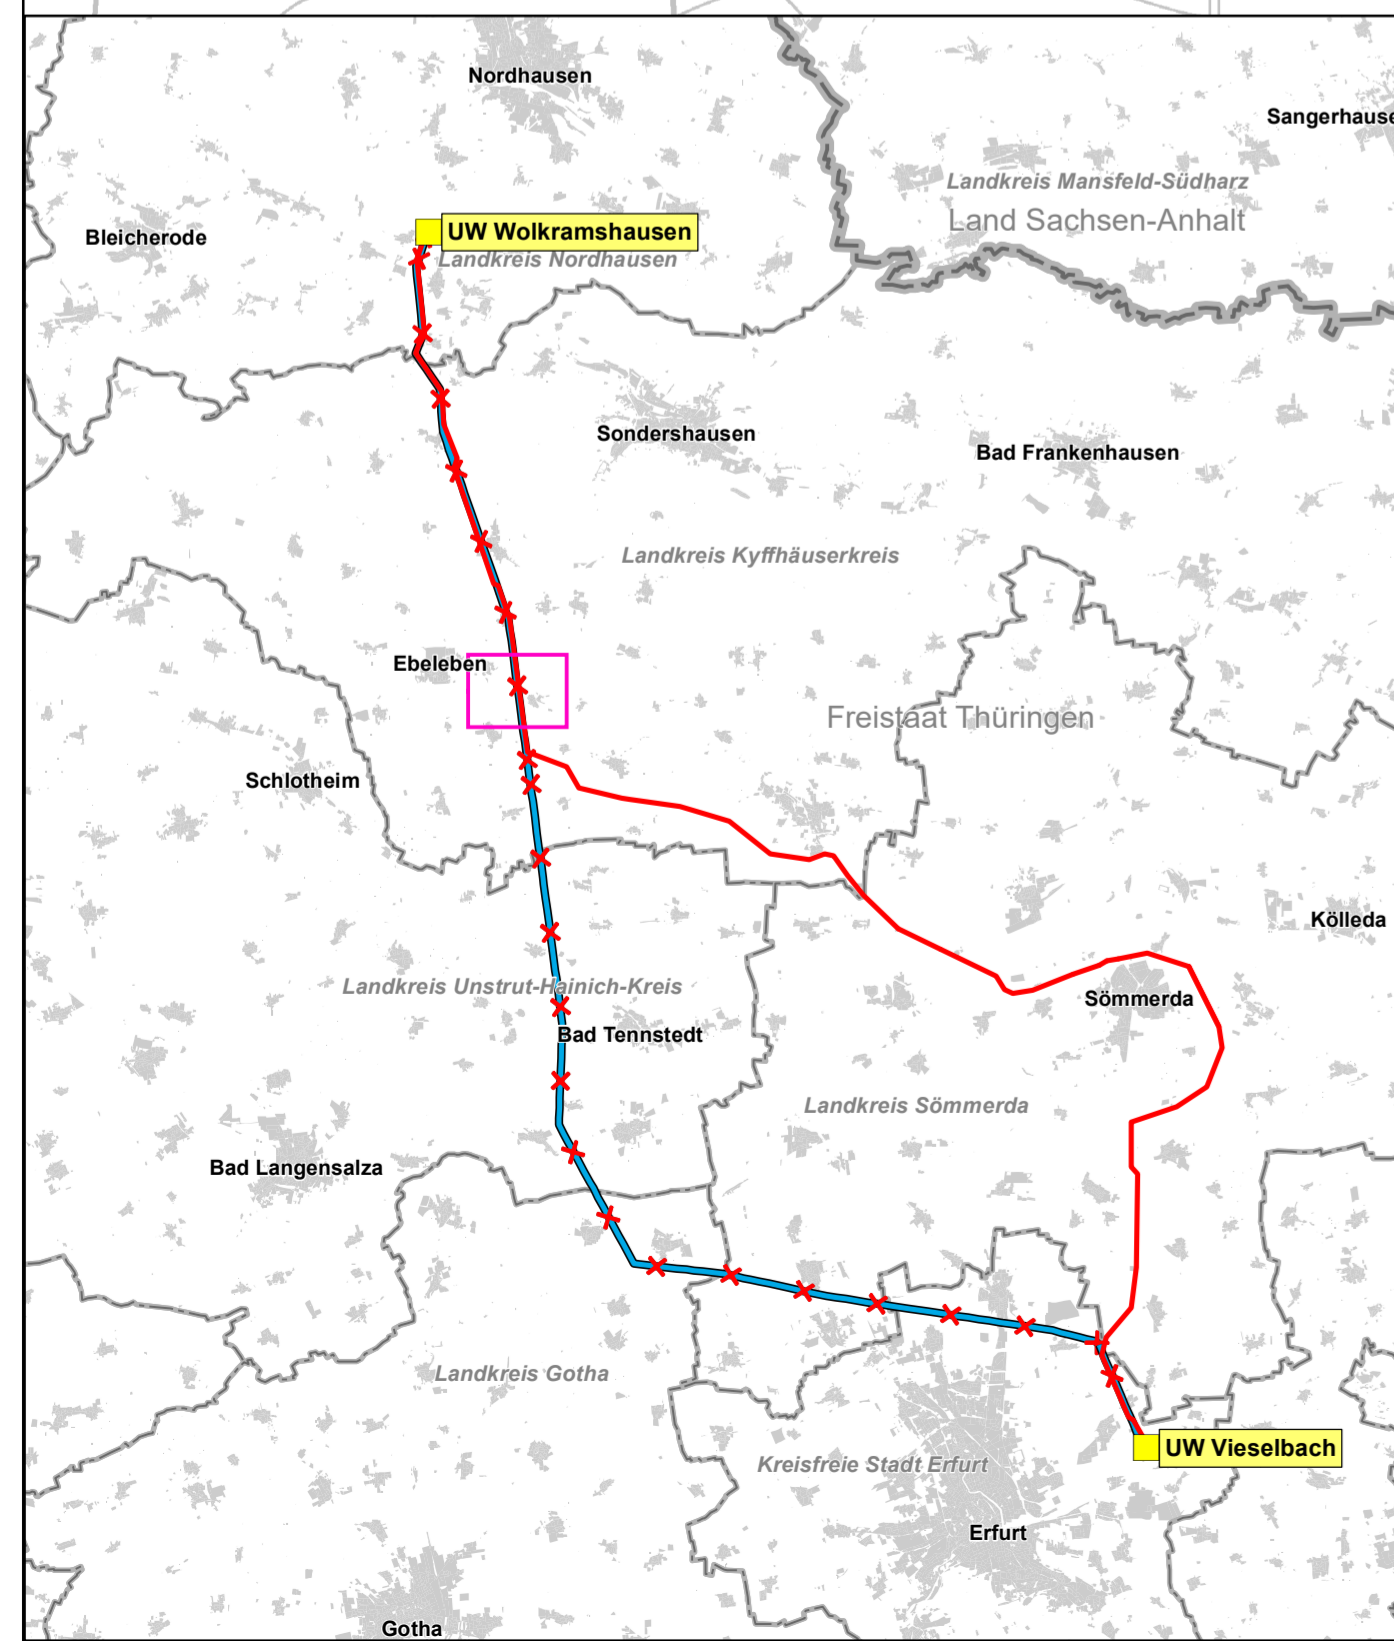 Nordhausen
Sangerhause
Landkreis Mansfeld-Südharz
Land Sachsen-Anhalt
UW Wolkramshausen
Bleicherode
Landkreis Nordhausen
Sondershausen
Bad Frankenhausen
Landkreis Kyffhäuserkreis
Ebeleben
Freistaat Thüringen
Schlotheim
Kölleda
Landkreis Unstrut-Hainich-Kreis
Sömmerda
Bad Tennstedt
Landkreis Sömmerda
Bad Langensalza
Landkreis Gotha
UW Vieselbach
Kreisfreie Stadt Erfurt
Erfurt
Gotha